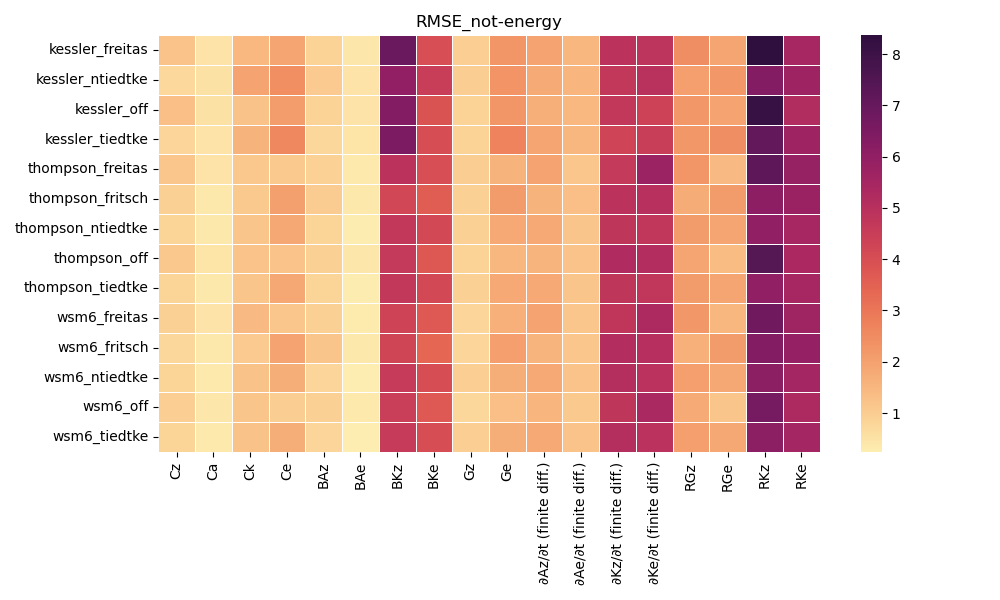 RMSE_not-energy
kessler_freitas
kessler_ntiedtke
kessler_off
kessler_tiedtke
thompson_freitas
thompson_fritsch
thompson_ntiedtke
thompson_off
thompson_tiedtke
wsm6_freitas
wsm6_fritsch
wsm6_ntiedtke
wsm6_off
wsm6_tiedtke
Cz
Ca
Ck
Ce
BAz
BAe
BKz
BKe
Gz
Ge
∂Az/∂t (finite diff.)
∂Ae/∂t (finite diff.)
∂Kz/∂t (finite diff.)
∂Ke/∂t (finite diff.)
RGz
RGe
RKz
RKe
8
7
6
5
4
3
2
1